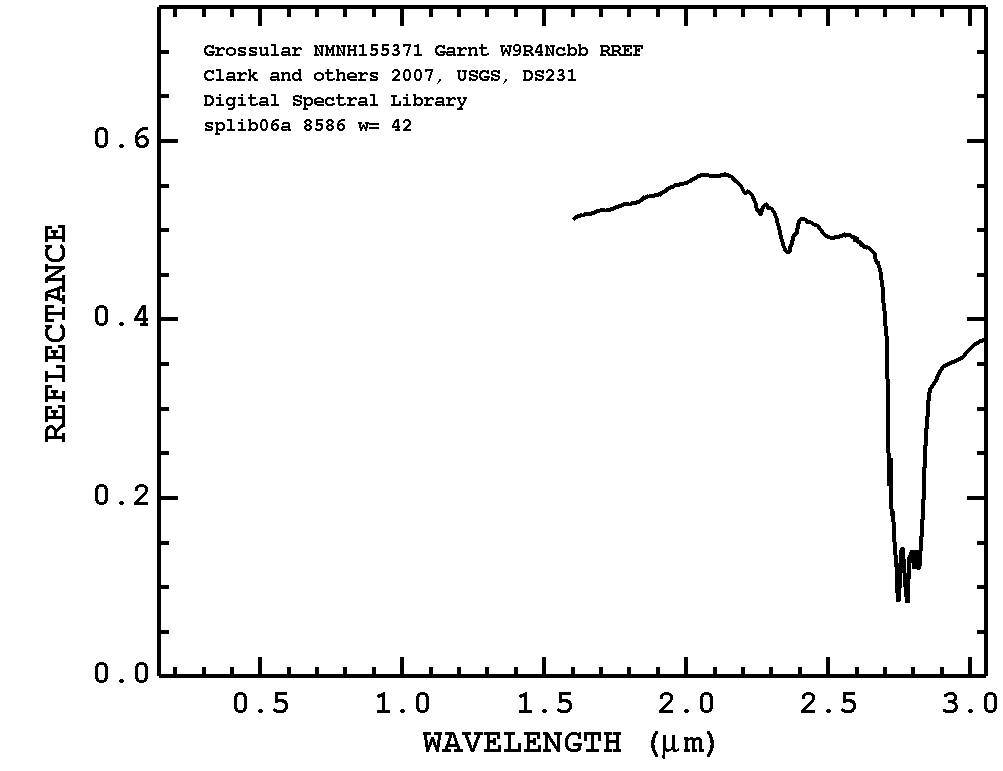 Grossular NMNH155371 Garnt W9R4Ncbb RREF
Clark and others 2007, USGS, DS231
Digital Spectral Library
splib06a 8586 w= 42
REFLECTANCE
0.6
0.4
0.2
0.0
0.5 1.0 1.5 2.0 2.5 3.0
WAVELENGTH (μm)